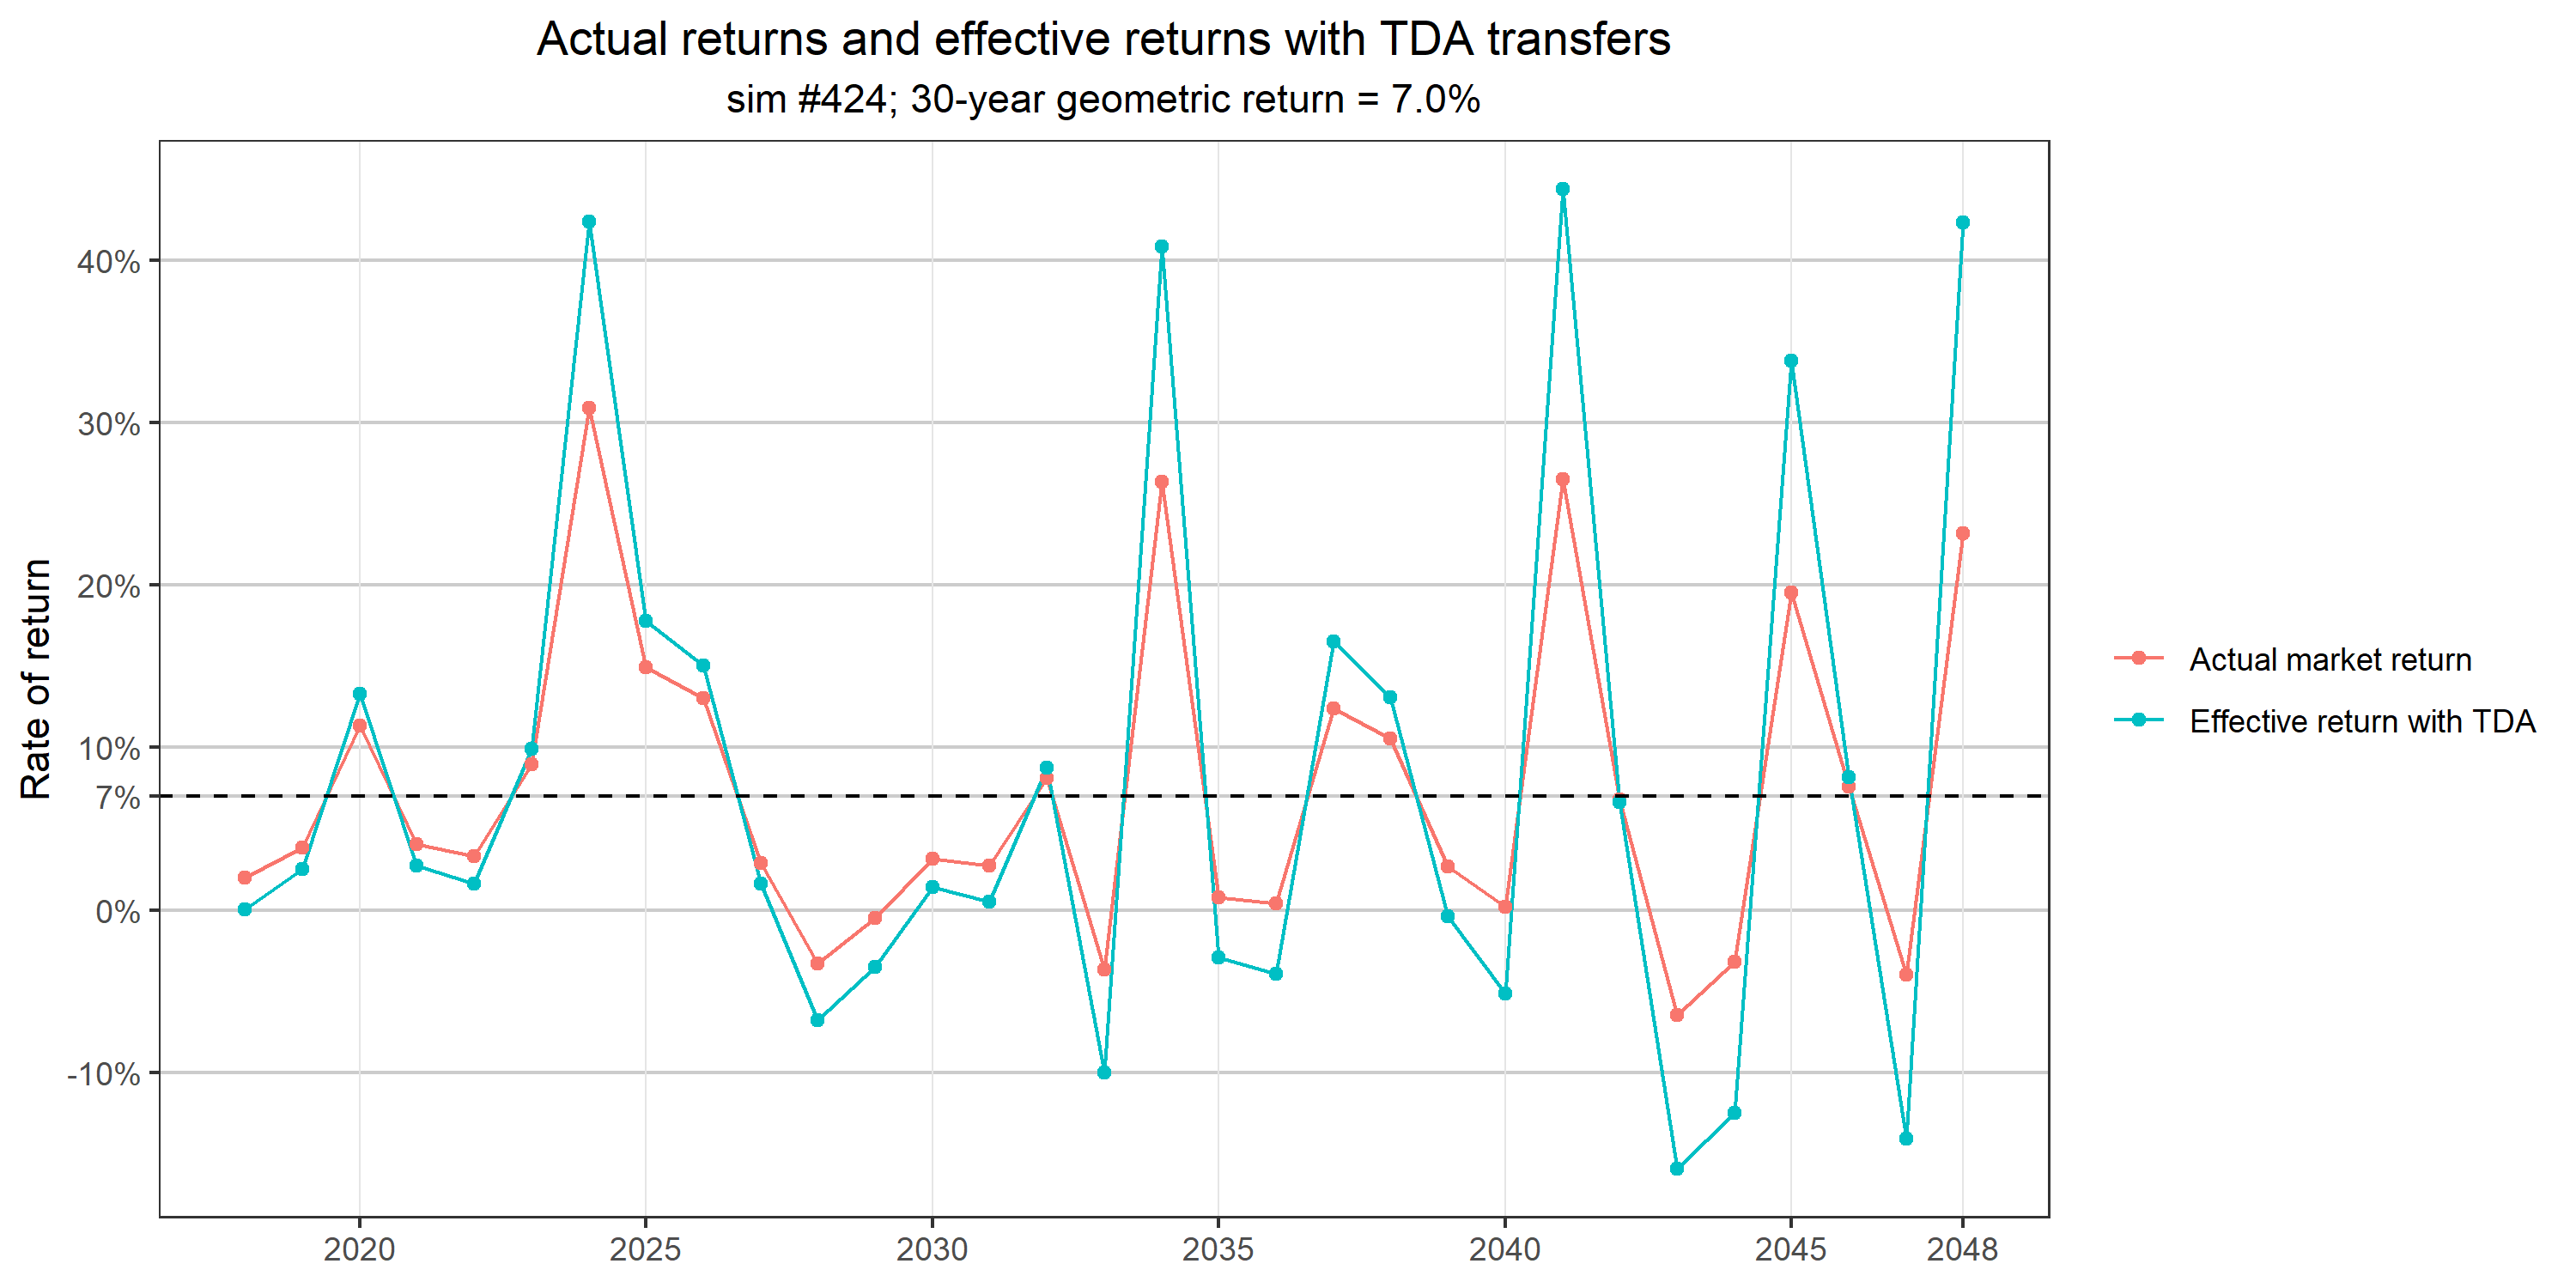 Actual returns and effective returns with TDA transfers
sim #424; 30-year geometric return = 7.0%
Rate of return
40%
30%
20%
10%
7%
0%
-10%
2020
2025
2030
2035
2040
2045
2048
Actual market return
Effective return with TDA